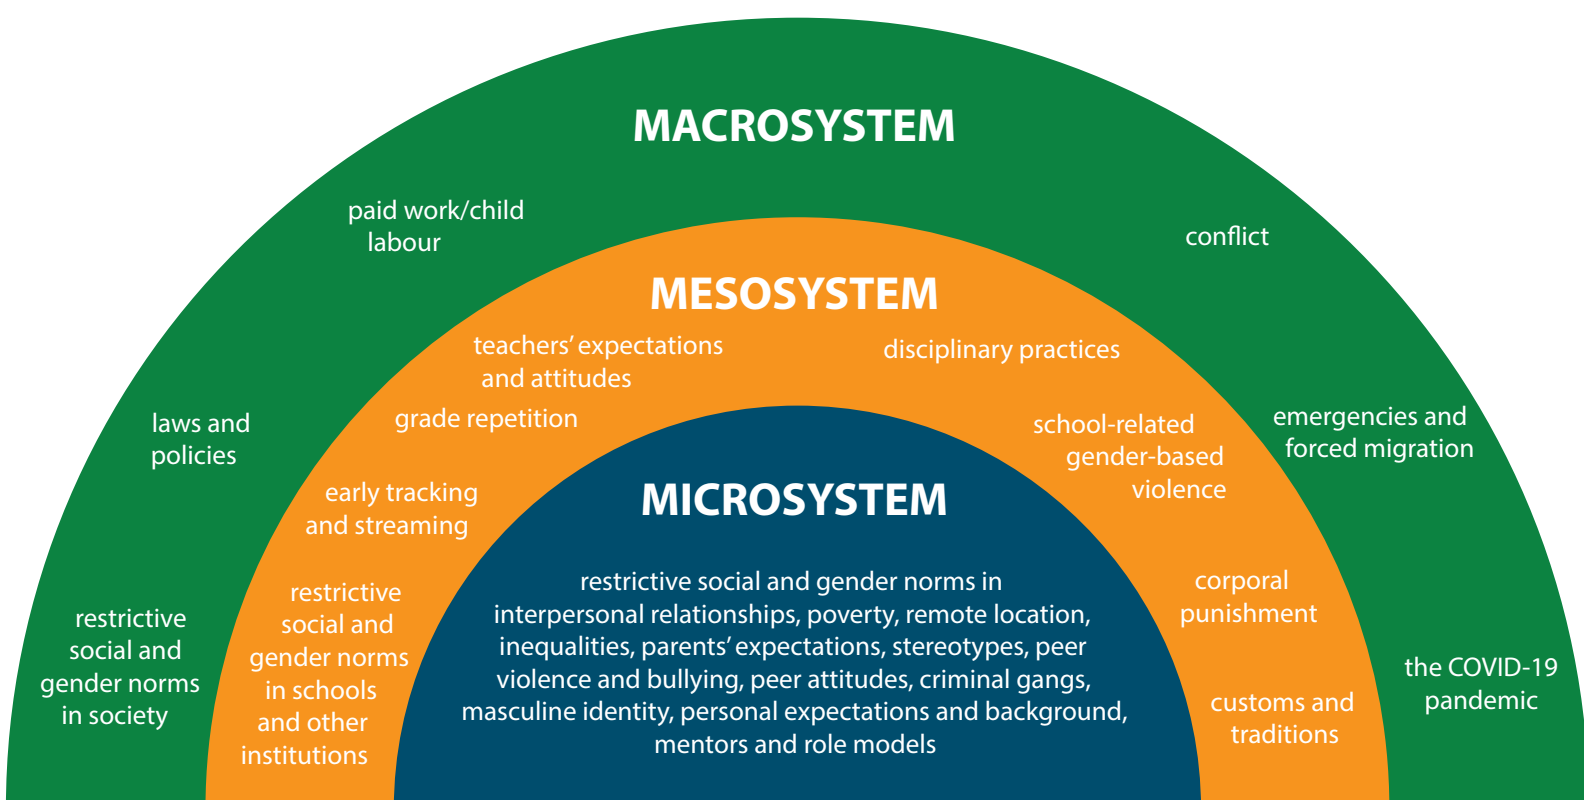 MACROSYSTEM
paid work/child
labour
conflict
laws and
policies
emergencies and
forced migration
restrictive
social and
gender norms
in society
the COVID-19
pandemic
MESOSYSTEM
teachers’ expectations
and attitudes
disciplinary practices
grade repetition
school-related
gender-based
violence
early tracking
and streaming
restrictive
social and
gender norms
in schools
and other
institutions
corporal
punishment
customs and
traditions
MICROSYSTEM
restrictive social and gender norms in
interpersonal relationships, poverty, remote location,
inequalities, parents’ expectations, stereotypes, peer
violence and bullying, peer attitudes, criminal gangs,
masculine identity, personal expectations and background,
mentors and role models